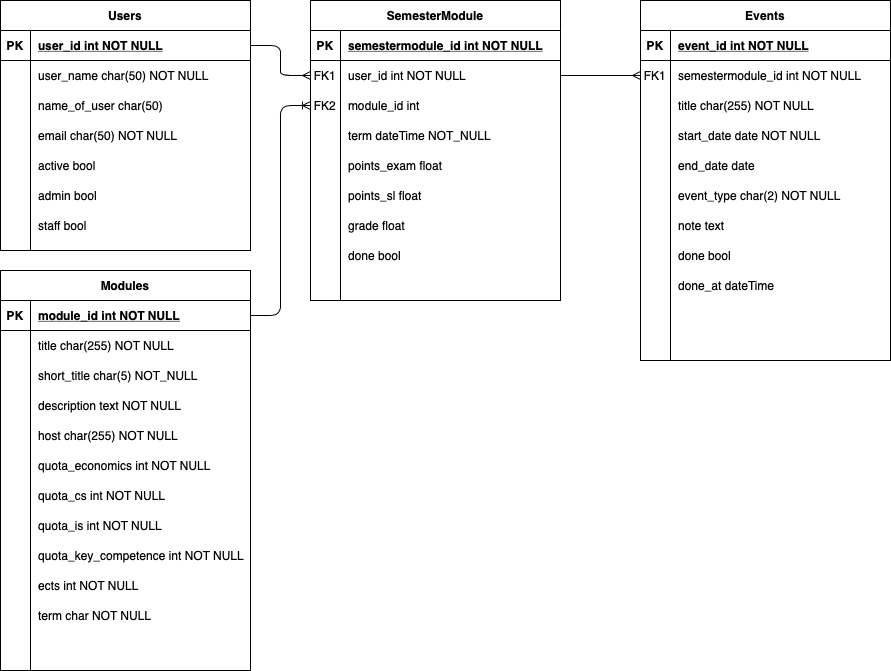 Users
PK user_id int NOT NULL
user_name char(50) NOT NULL
name_of_user char(50)
email char(50) NOT NULL
active bool
admin bool
staff bool
Modules
PK module_id int NOT NULL
title char(255) NOT NULL
short_title char(5) NOT_NULL
description text NOT NULL
host char(255) NOT NULL
quota_economics int NOT NULL
quota_cs int NOT NULL
quota_is int NOT NULL
quota_key_competence int NOT NULL
ects int NOT NULL
term char NOT NULL
SemesterModule
PK semestermodule_id int NOT NULL
FK1 user_id int NOT NULL
FK2 module_id int
term dateTime NOT_NULL
points_exam float
points_sl float
grade float
done bool
Events
PK event_id int NOT NULL
FK1 semestermodule_id int NOT NULL
title char(255) NOT NULL
start_date date NOT NULL
end_date date
event_type char(2) NOT NULL
note text
done bool
done_at dateTime